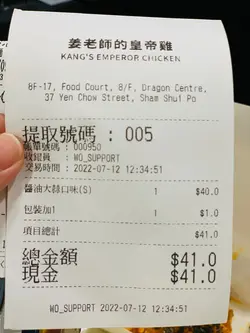 姜老師的皇帝雞
KANG'S EMPEROR CHICKEN
8F-17, Food Court, 8/F, Dragon Centre,
37 Yen Chow Street, Sham Shui Po
提取號碼 : 005
帳單號碼 : 000950
收銀員 : WO_SUPPORT
交易時間 : 2022-07-12 12:34:51
醬油大蒜口味(S) 1 $40.0
包裝加1 1 $1.0
項目總計 $41.0
總金額 $41.0
現金 $41.0
WO_SUPPORT 2022-07-12 12:34:51